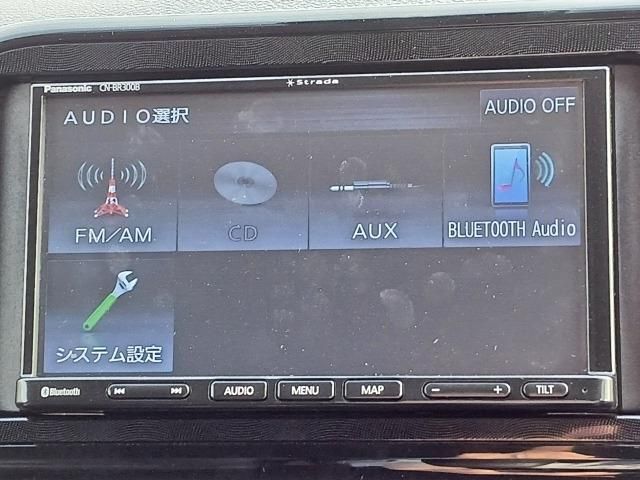 Panasonic CN-BR300B
Strada
AUDIO選択
AUDIO OFF
FM/AM
CD
AUX
BLUETOOTH Audio
システム設定
Bluetooth
AUDIO
MENU
MAP
− +
TILT